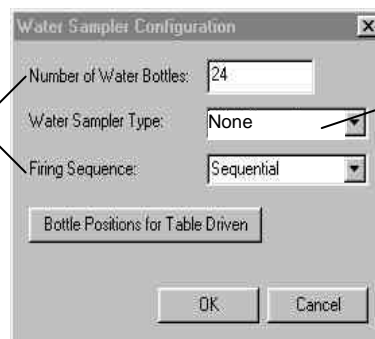 Water Sampler Configuration
Number of Water Bottles: 24
Water Sampler Type: None
Firing Sequence: Sequential
Bottle Positions for Table Driven
OK Cancel